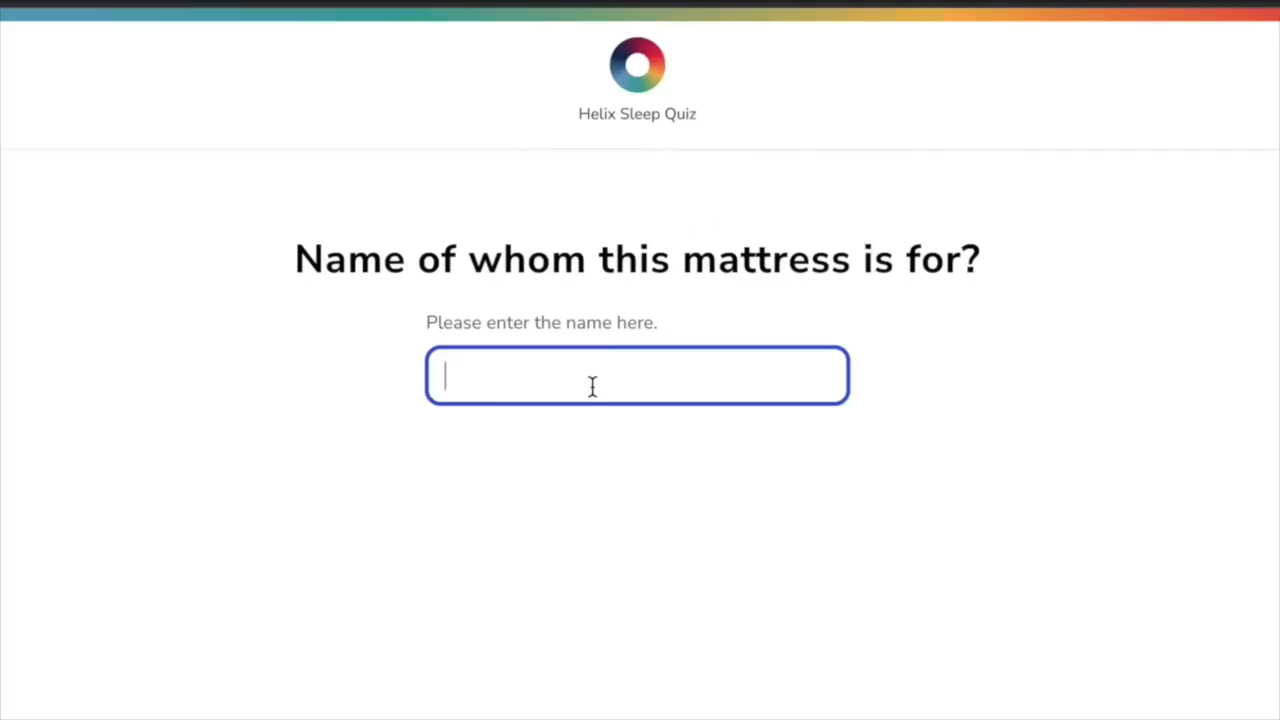 Helix Sleep Quiz
Name of whom this mattress is for?
Please enter the name here.